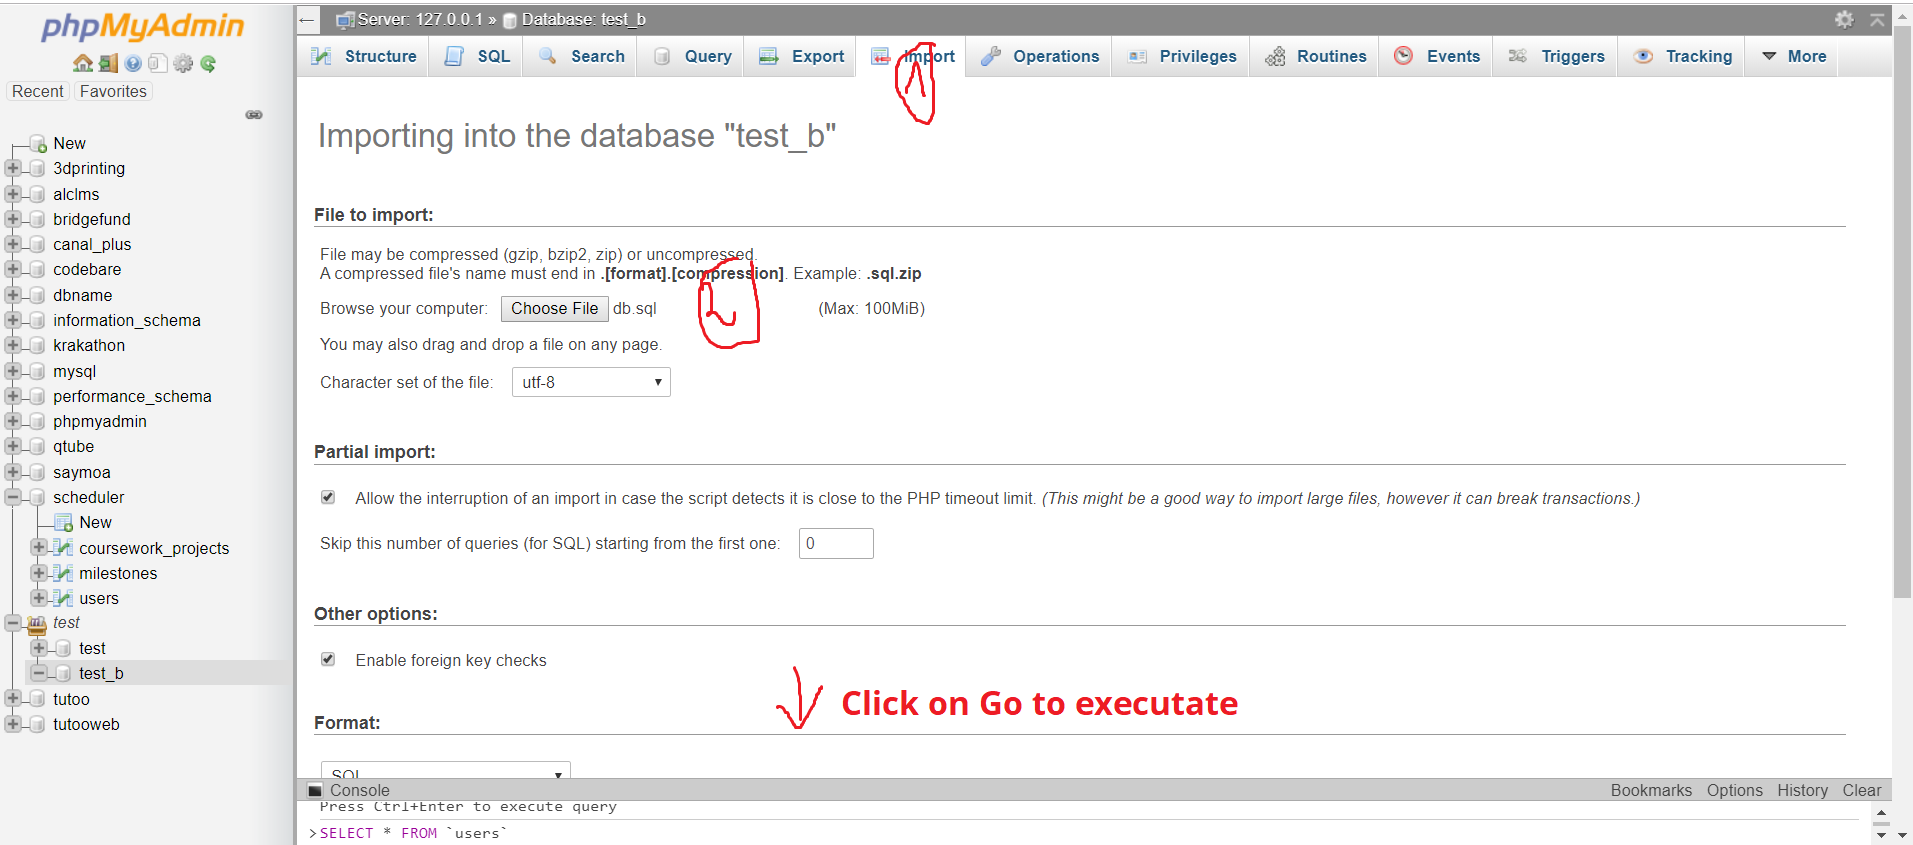 phpMyAdmin
Recent Favorites
New
3dprinting
alclms
bridgefund
canal_plus
codebare
dbname
information_schema
krakathon
mysql
performance_schema
phpmyadmin
qtube
saymoa
scheduler
New
coursework_projects
milestones
users
test
test
test_b
tutoo
tutooweb
Server: 127.0.0.1 » Database: test_b
Structure SQL Search Query Export Import Operations Privileges Routines Events Triggers Tracking More
1
Importing into the database "test_b"
File to import:
File may be compressed (gzip, bzip2, zip) or uncompressed.
A compressed file's name must end in .[format].[compression]. Example: .sql.zip
Browse your computer: Choose File db.sql (Max: 100MiB)
2
You may also drag and drop a file on any page.
Character set of the file: utf-8
Partial import:
Allow the interruption of an import in case the script detects it is close to the PHP timeout limit. (This might be a good way to import large files, however it can break transactions.)
Skip this number of queries (for SQL) starting from the first one: 0
Other options:
Enable foreign key checks
Click on Go to executate
Format:
SQL
Console Bookmarks Options History Clear
Press Ctrl+Enter to execute query
>SELECT * FROM `users`